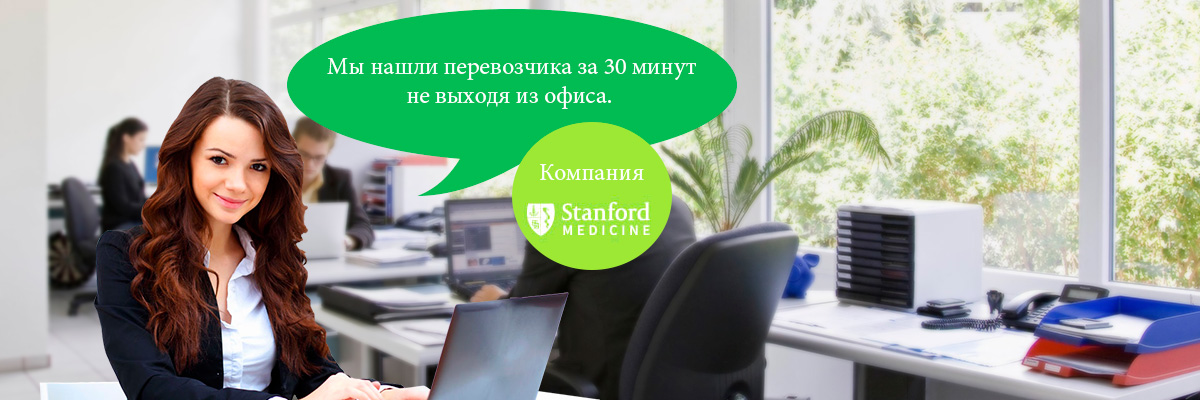 Мы нашли перевозчика за 30 минут
не выходя из офиса.
Компания
Stanford
MEDICINE